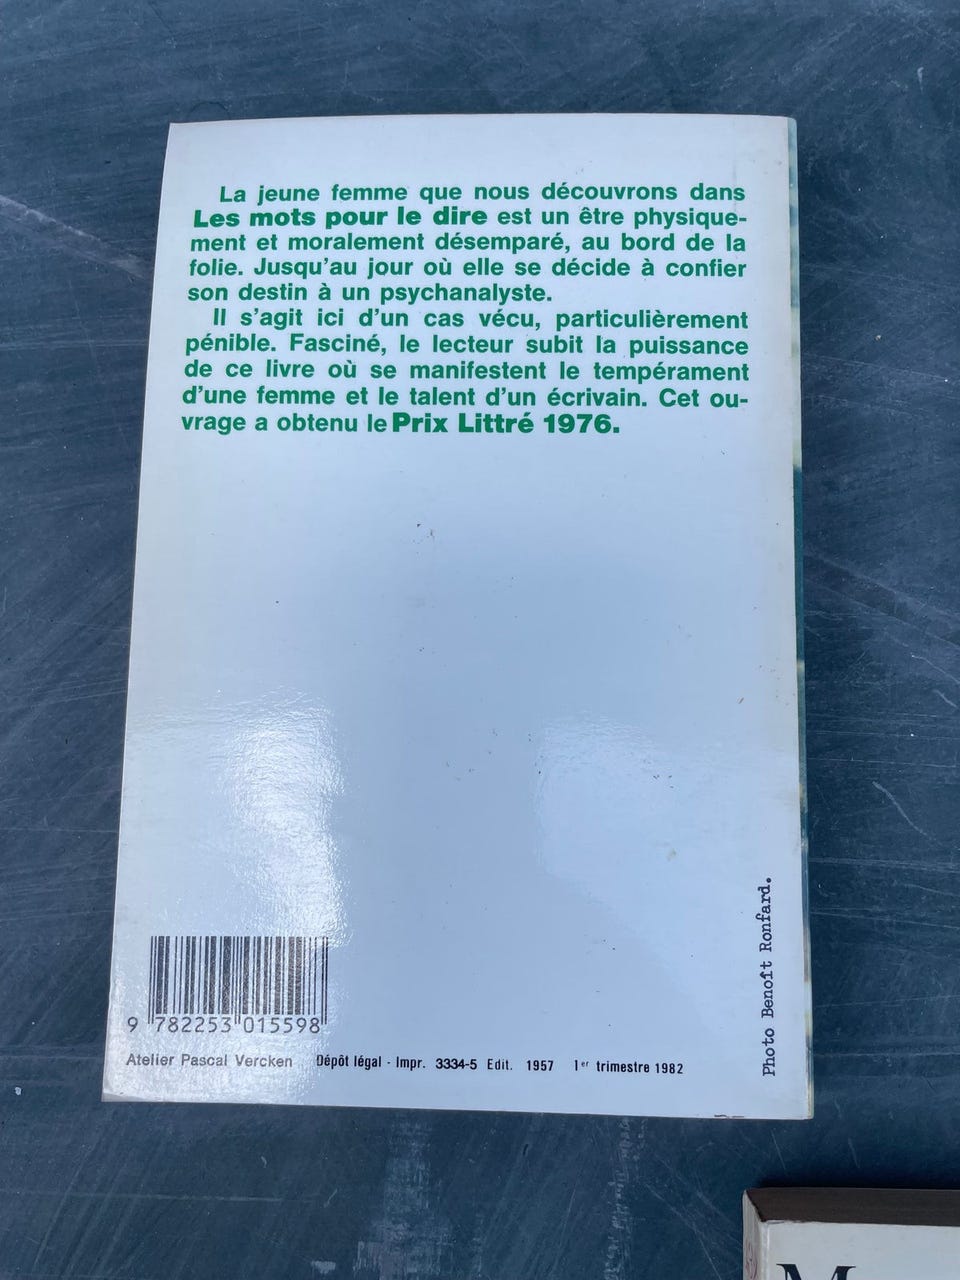 La jeune femme que nous découvrons dans
Les mots pour le dire est un être physique-
ment et moralement désemparé, au bord de la
folie. Jusqu'au jour où elle se décide à confier
son destin à un psychanalyste.
Il s'agit ici d'un cas vécu, particulièrement
pénible. Fasciné, le lecteur subit la puissance
de ce livre où se manifestent le tempérament
d'une femme et le talent d'un écrivain. Cet ou-
vrage a obtenu le Prix Littré 1976.
Photo Benoît Ronfard.
9 782253 015598
Atelier Pascal Vercken Dépôt légal - Impr. 3334-5 Edit. 1957 1er trimestre 1982